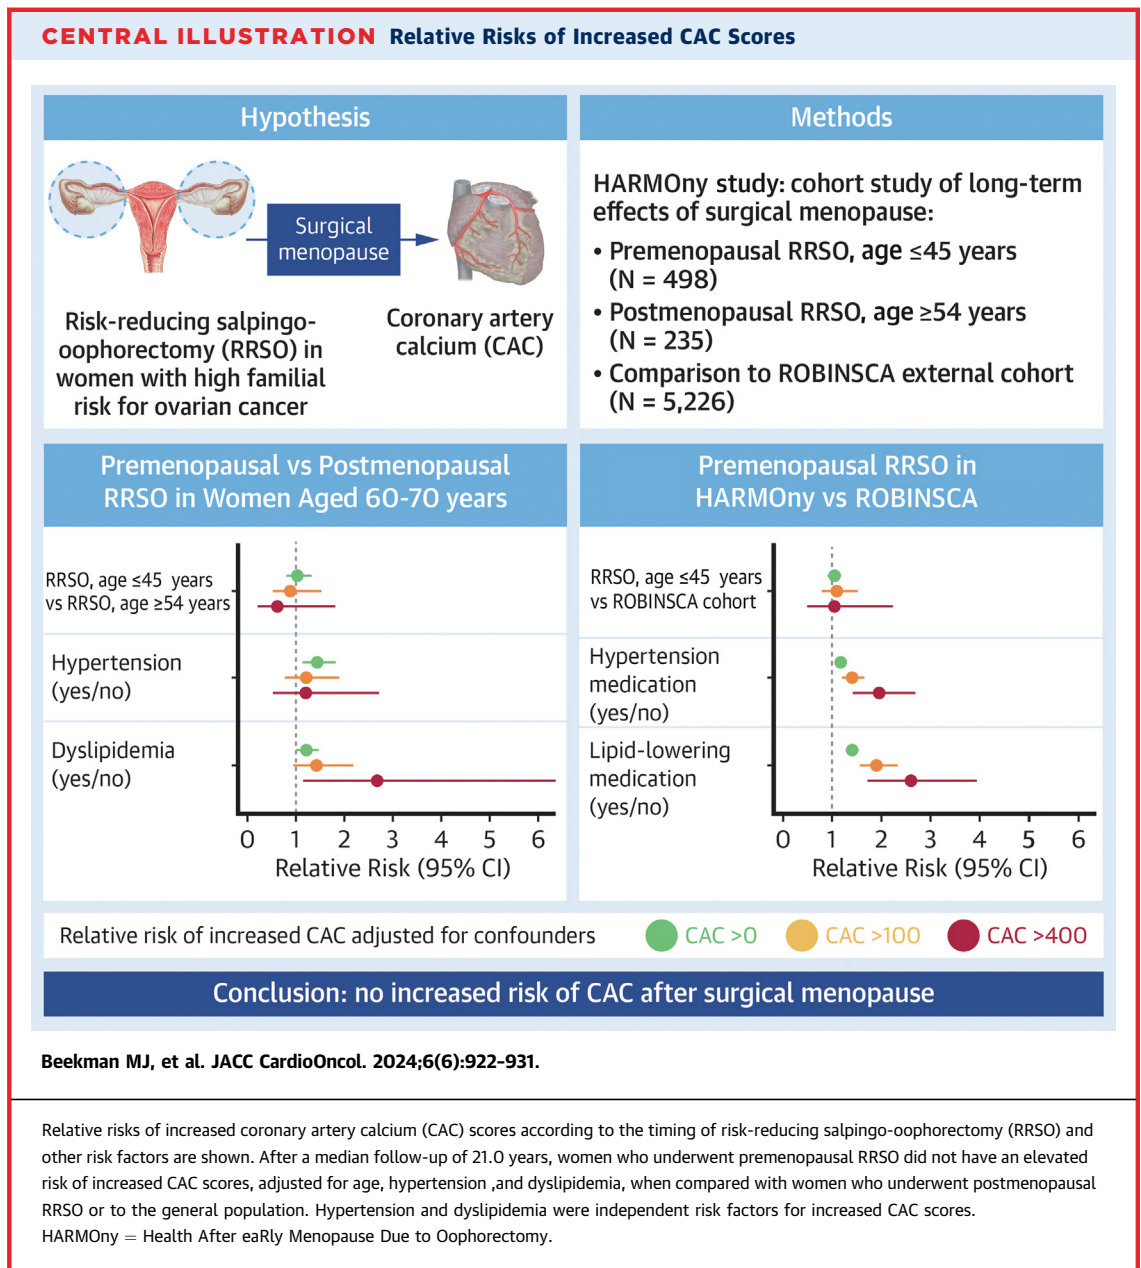 CENTRAL ILLUSTRATION Relative Risks of Increased CAC Scores
Hypothesis
Surgical
menopause
Risk-reducing salpingo-
oophorectomy (RRSO) in
women with high familial
risk for ovarian cancer
Coronary artery
calcium (CAC)
Methods
HARMOny study: cohort study of long-term
effects of surgical menopause:
• Premenopausal RRSO, age ≤45 years
(N = 498)
• Postmenopausal RRSO, age ≥54 years
(N = 235)
• Comparison to ROBINSCA external cohort
(N = 5,226)
Premenopausal vs Postmenopausal
RRSO in Women Aged 60-70 years
RRSO, age ≤45 years
vs RRSO, age ≥54 years
Hypertension
(yes/no)
Dyslipidemia
(yes/no)
0 1 2 3 4 5 6
Relative Risk (95% CI)
Premenopausal RRSO in
HARMOny vs ROBINSCA
RRSO, age ≤45 years
vs ROBINSCA cohort
Hypertension
medication
(yes/no)
Lipid-lowering
medication
(yes/no)
0 1 2 3 4 5 6
Relative Risk (95% CI)
Relative risk of increased CAC adjusted for confounders CAC >0 CAC >100 CAC >400
Conclusion: no increased risk of CAC after surgical menopause
Beekman MJ, et al. JACC CardioOncol. 2024;6(6):922–931.
Relative risks of increased coronary artery calcium (CAC) scores according to the timing of risk-reducing salpingo-oophorectomy (RRSO) and
other risk factors are shown. After a median follow-up of 21.0 years, women who underwent premenopausal RRSO did not have an elevated
risk of increased CAC scores, adjusted for age, hypertension ,and dyslipidemia, when compared with women who underwent postmenopausal
RRSO or to the general population. Hypertension and dyslipidemia were independent risk factors for increased CAC scores.
HARMOny = Health After eaRly Menopause Due to Oophorectomy.